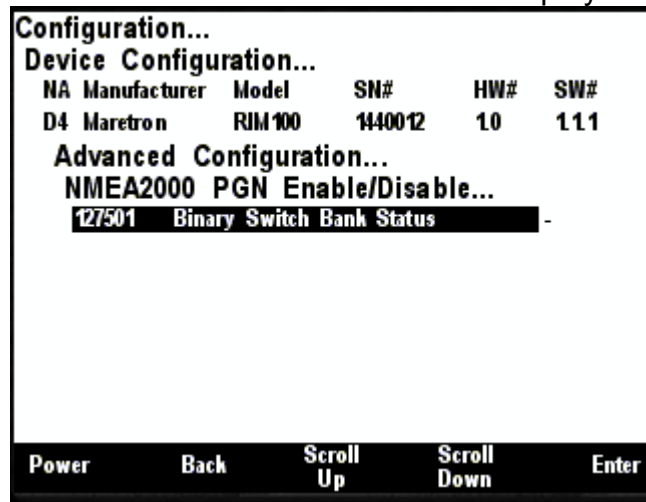 Configuration...
Device Configuration...
NA Manufacturer Model SN# HW# SW#
D4 Maretron RIM100 1440012 1.0 1.1.1
Advanced Configuration...
NMEA2000 PGN Enable/Disable...
127501 Binary Switch Bank Status -
Power Back Scroll Up Scroll Down Enter